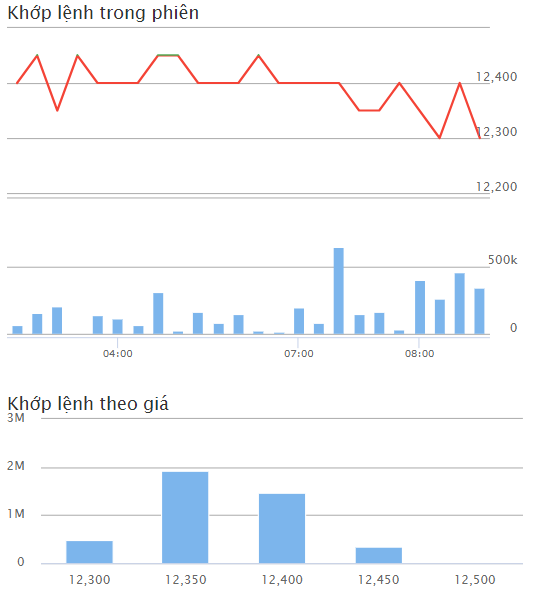 Khớp lệnh trong phiên
12,400
12,300
12,200
500k
0
04:00 07:00 08:00
Khớp lệnh theo giá
3M
2M
1M
0
12,300 12,350 12,400 12,450 12,500